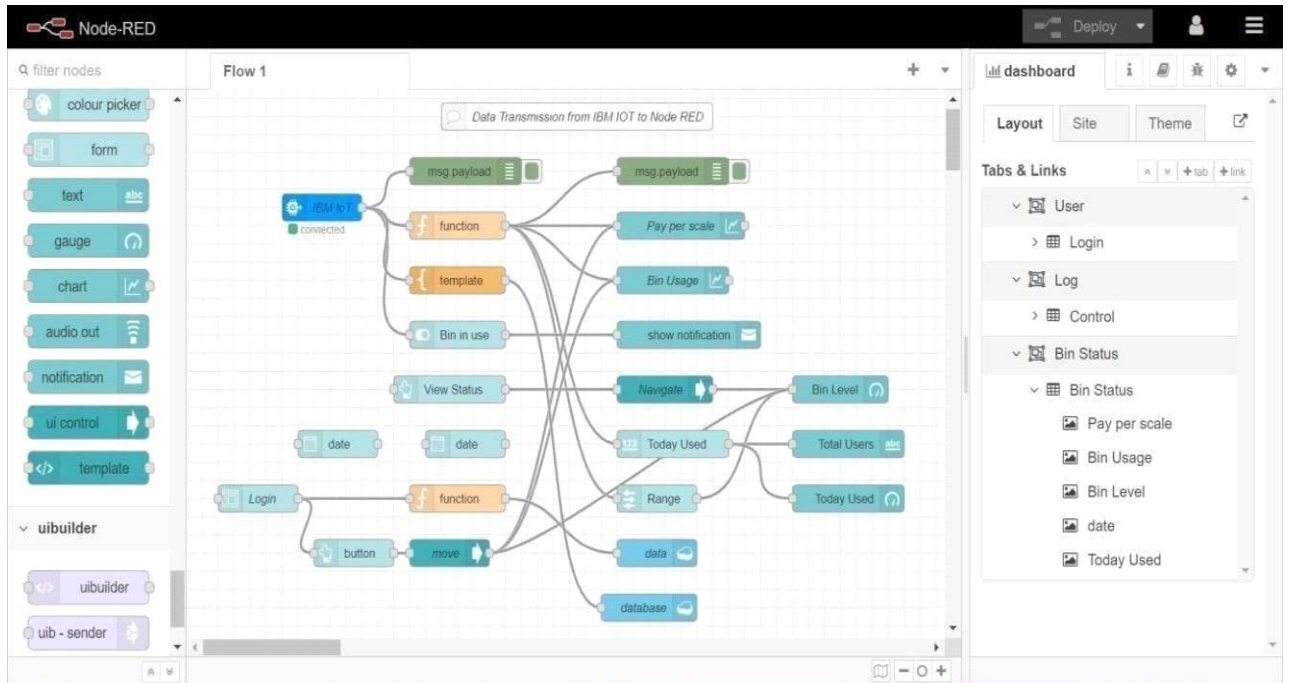 Node-RED
Deploy
filter nodes
colour picker
form
text
abc
gauge
chart
audio out
notification
ui control
</> template
uibuilder
</> uibuilder
uib - sender
Flow 1
Data Transmission from IBM IOT to Node RED
msg.payload
msg.payload
IBM IoT
connected
function
Pay per scale
template
Bin Usage
Bin in use
show notification
View Status
Navigate
Bin Level
date
date
123 Today Used
Total Users abc
Login
function
Range
Today Used
button
move
data
database
dashboard
i
Layout
Site
Theme
Tabs & Links
+ tab
+ link
User
Login
Log
Control
Bin Status
Bin Status
Pay per scale
Bin Usage
Bin Level
date
Today Used